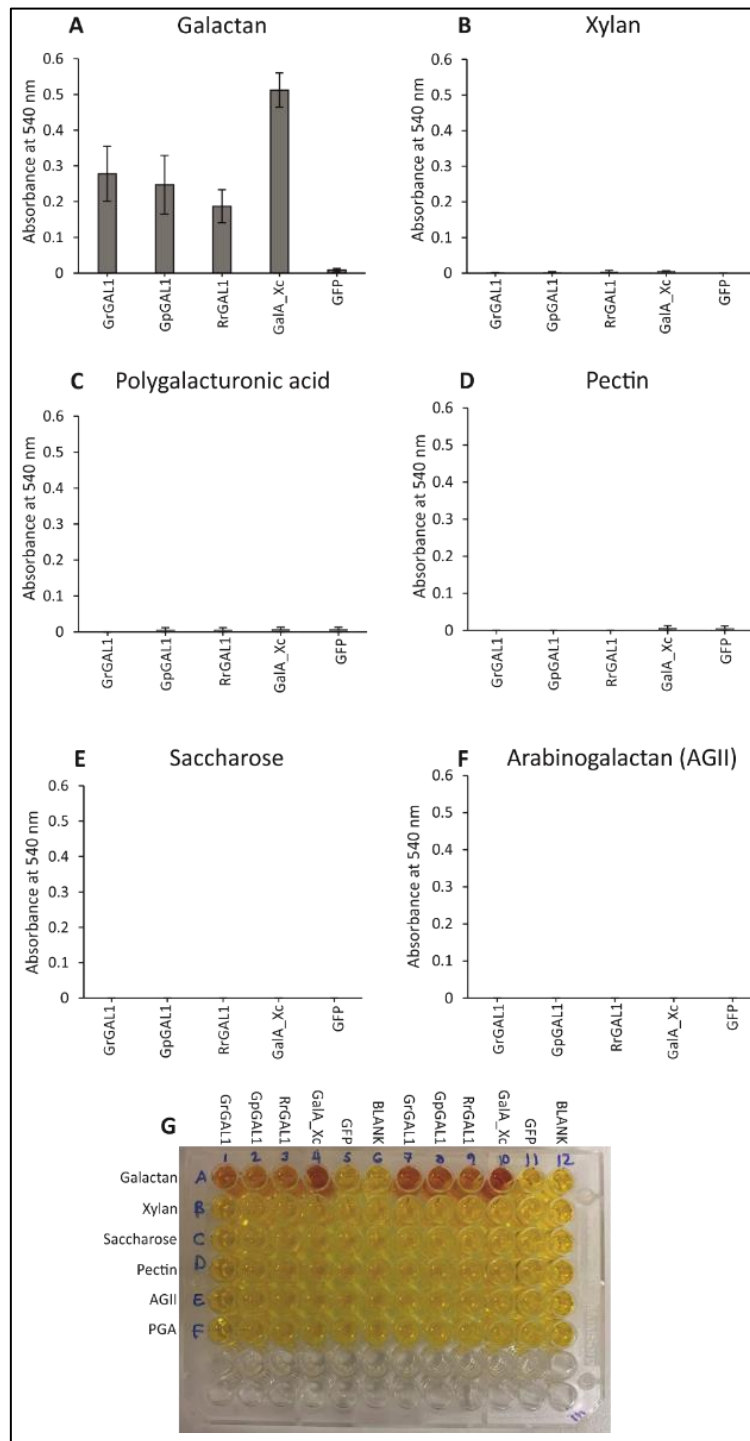 A Galactan
Absorbance at 540 nm
0.6
0.5
0.4
0.3
0.2
0.1
0
GrGAL1
GpGAL1
RrGAL1
GalA_Xc
GFP
B Xylan
Absorbance at 540 nm
0.6
0.5
0.4
0.3
0.2
0.1
0
GrGAL1
GpGAL1
RrGAL1
GalA_Xc
GFP
C Polygalacturonic acid
Absorbance at 540 nm
0.6
0.5
0.4
0.3
0.2
0.1
0
GrGAL1
GpGAL1
RrGAL1
GalA_Xc
GFP
D Pectin
Absorbance at 540 nm
0.6
0.5
0.4
0.3
0.2
0.1
0
GrGAL1
GpGAL1
RrGAL1
GalA_Xc
GFP
E Saccharose
Absorbance at 540 nm
0.6
0.5
0.4
0.3
0.2
0.1
0
GrGAL1
GpGAL1
RrGAL1
GalA_Xc
GFP
F Arabinogalactan (AGII)
Absorbance at 540 nm
0.6
0.5
0.4
0.3
0.2
0.1
0
GrGAL1
GpGAL1
RrGAL1
GalA_Xc
GFP
G
GrGAL1
GpGAL1
RrGAL1
GalA_Xc
GFP
BLANK
GrGAL1
GpGAL1
RrGAL1
GalA_Xc
GFP
BLANK
1 2 3 4 5 6 7 8 9 10 11 12
Galactan A
Xylan B
Saccharose C
Pectin D
AGII E
PGA F